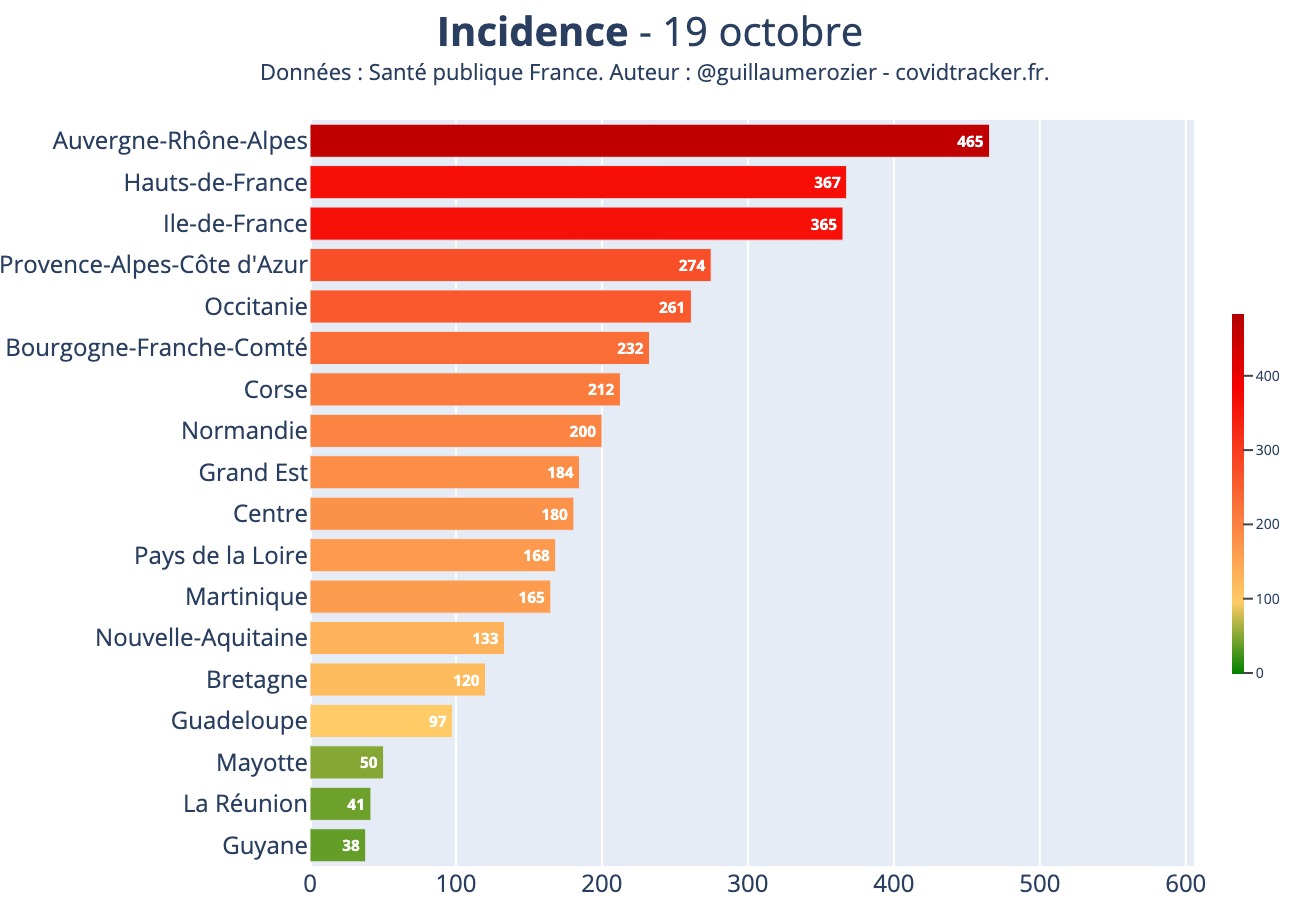 Incidence - 19 octobre
Données : Santé publique France. Auteur : @guillaumerozier - covidtracker.fr.
Auvergne-Rhône-Alpes 465
Hauts-de-France 367
Ile-de-France 365
Provence-Alpes-Côte d'Azur 274
Occitanie 261
Bourgogne-Franche-Comté 232
Corse 212
Normandie 200
Grand Est 184
Centre 180
Pays de la Loire 168
Martinique 165
Nouvelle-Aquitaine 133
Bretagne 120
Guadeloupe 97
Mayotte 50
La Réunion 41
Guyane 38
0 100 200 300 400 500 600
400
300
200
100
0